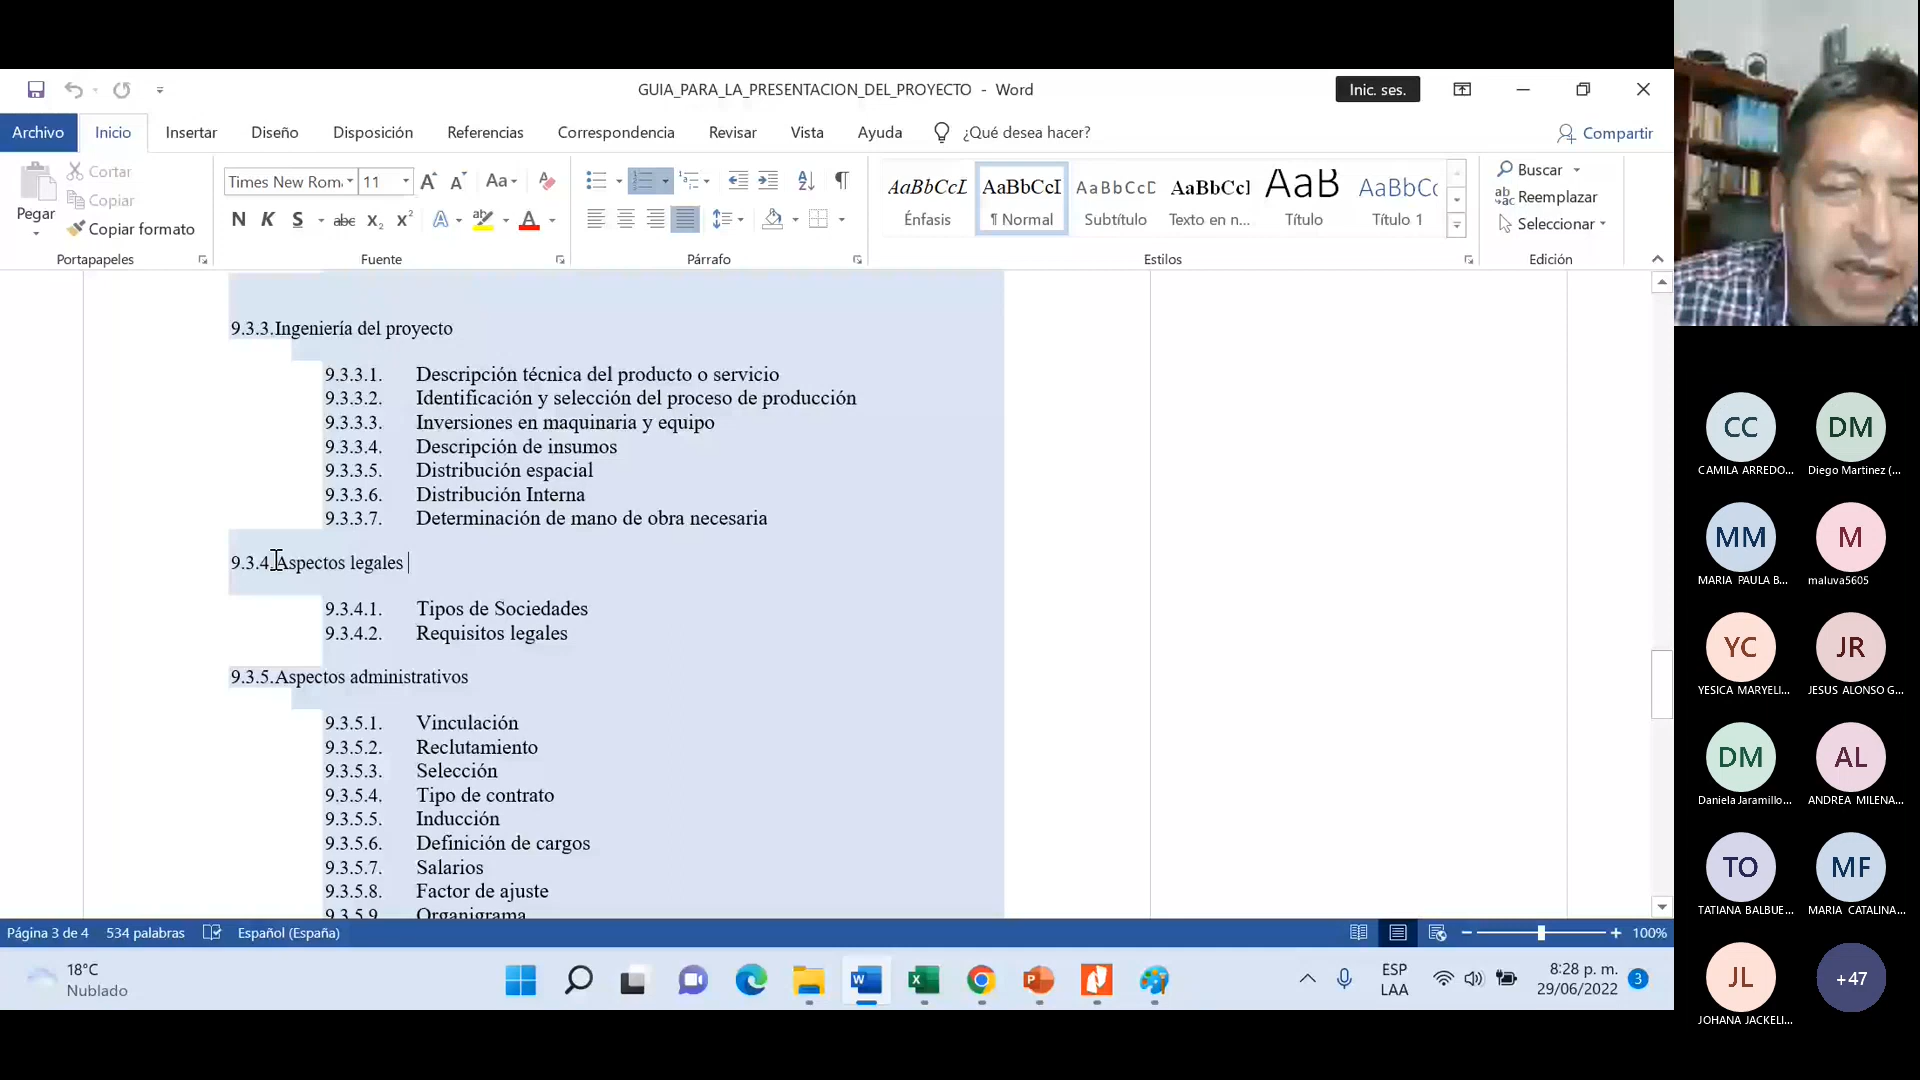 GUIA_PARA_LA_PRESENTACION_DEL_PROYECTO - Word
Inic. ses.
Archivo Inicio Insertar Diseño Disposición Referencias Correspondencia Revisar Vista Ayuda ¿Qué desea hacer? Compartir
Pegar
Cortar
Copiar
Copiar formato
Portapapeles
Times New Rom 11
Aa
N K S abc x₂ x² A A
Fuente
Párrafo
AaBbCcI AaBbCcI AaBbCcD AaBbCcI AaB AaBbCc
Énfasis ¶ Normal Subtítulo Texto en n... Título Título 1
Estilos
Buscar
Reemplazar
Seleccionar
Edición
9.3.3.Ingeniería del proyecto
9.3.3.1. Descripción técnica del producto o servicio
9.3.3.2. Identificación y selección del proceso de producción
9.3.3.3. Inversiones en maquinaria y equipo
9.3.3.4. Descripción de insumos
9.3.3.5. Distribución espacial
9.3.3.6. Distribución Interna
9.3.3.7. Determinación de mano de obra necesaria
9.3.4.Aspectos legales
9.3.4.1. Tipos de Sociedades
9.3.4.2. Requisitos legales
9.3.5.Aspectos administrativos
9.3.5.1. Vinculación
9.3.5.2. Reclutamiento
9.3.5.3. Selección
9.3.5.4. Tipo de contrato
9.3.5.5. Inducción
9.3.5.6. Definición de cargos
9.3.5.7. Salarios
9.3.5.8. Factor de ajuste
9.3.5.9. Organigrama
Página 3 de 4 534 palabras Español (España) 100%
18°C
Nublado
ESP
LAA
8:28 p. m.
29/06/2022
3
CC DM
CAMILA ARREDO... Diego Martinez (...
MM M
MARIA PAULA B... maluva5605
YC JR
YESICA MARYELI... JESUS ALONSO G...
DM AL
Daniela Jaramillo... ANDREA MILENA...
TO MF
TATIANA BALBUE... MARIA CATALINA...
JL +47
JOHANA JACKELI...